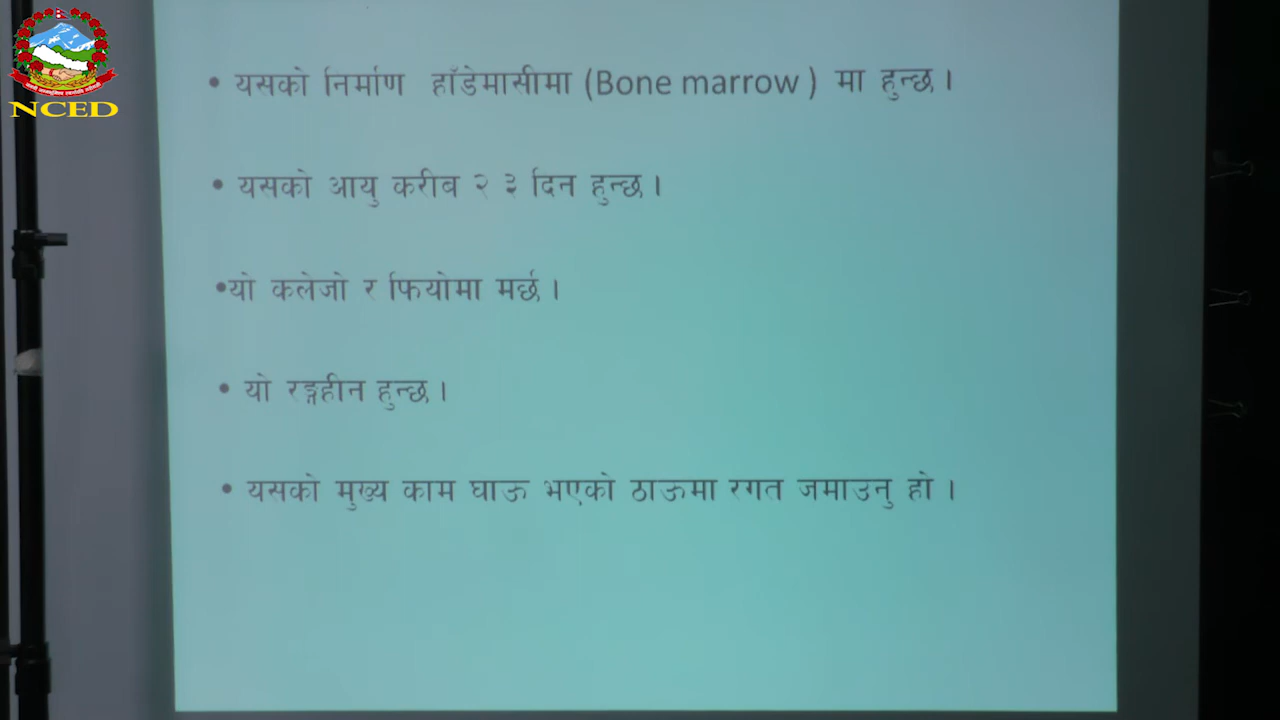 NCED
• यसको निर्माण हाँडेमासीमा (Bone marrow ) मा हुन्छ ।
• यसको आयु करीब २ ३ दिन हुन्छ ।
•यो कलेजो र फियोमा मर्छ ।
• यो रङ्गहीन हुन्छ ।
• यसको मुख्य काम घाऊ भएको ठाऊमा रगत जमाउनु हो ।